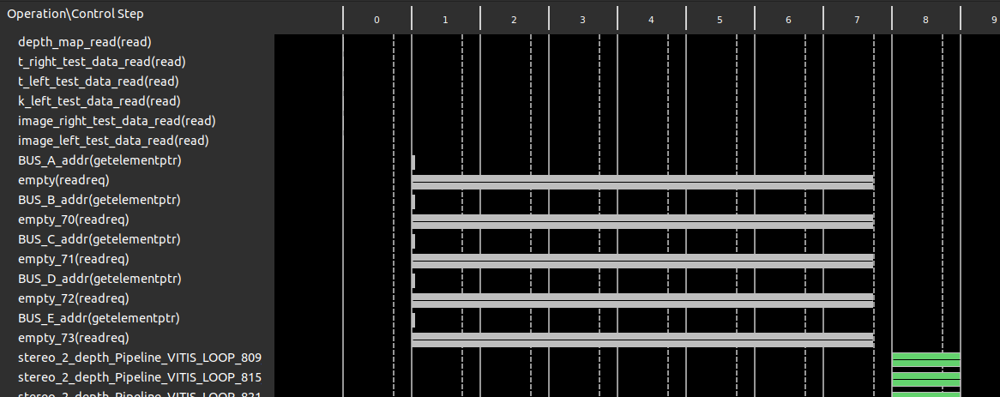 Operation\Control Step 0 1 2 3 4 5 6 7 8 9
depth_map_read(read)
t_right_test_data_read(read)
t_left_test_data_read(read)
k_left_test_data_read(read)
image_right_test_data_read(read)
image_left_test_data_read(read)
BUS_A_addr(getelementptr)
empty(readreq)
BUS_B_addr(getelementptr)
empty_70(readreq)
BUS_C_addr(getelementptr)
empty_71(readreq)
BUS_D_addr(getelementptr)
empty_72(readreq)
BUS_E_addr(getelementptr)
empty_73(readreq)
stereo_2_depth_Pipeline_VITIS_LOOP_809
stereo_2_depth_Pipeline_VITIS_LOOP_815
stereo_2_depth_Pipeline_VITIS_LOOP_821